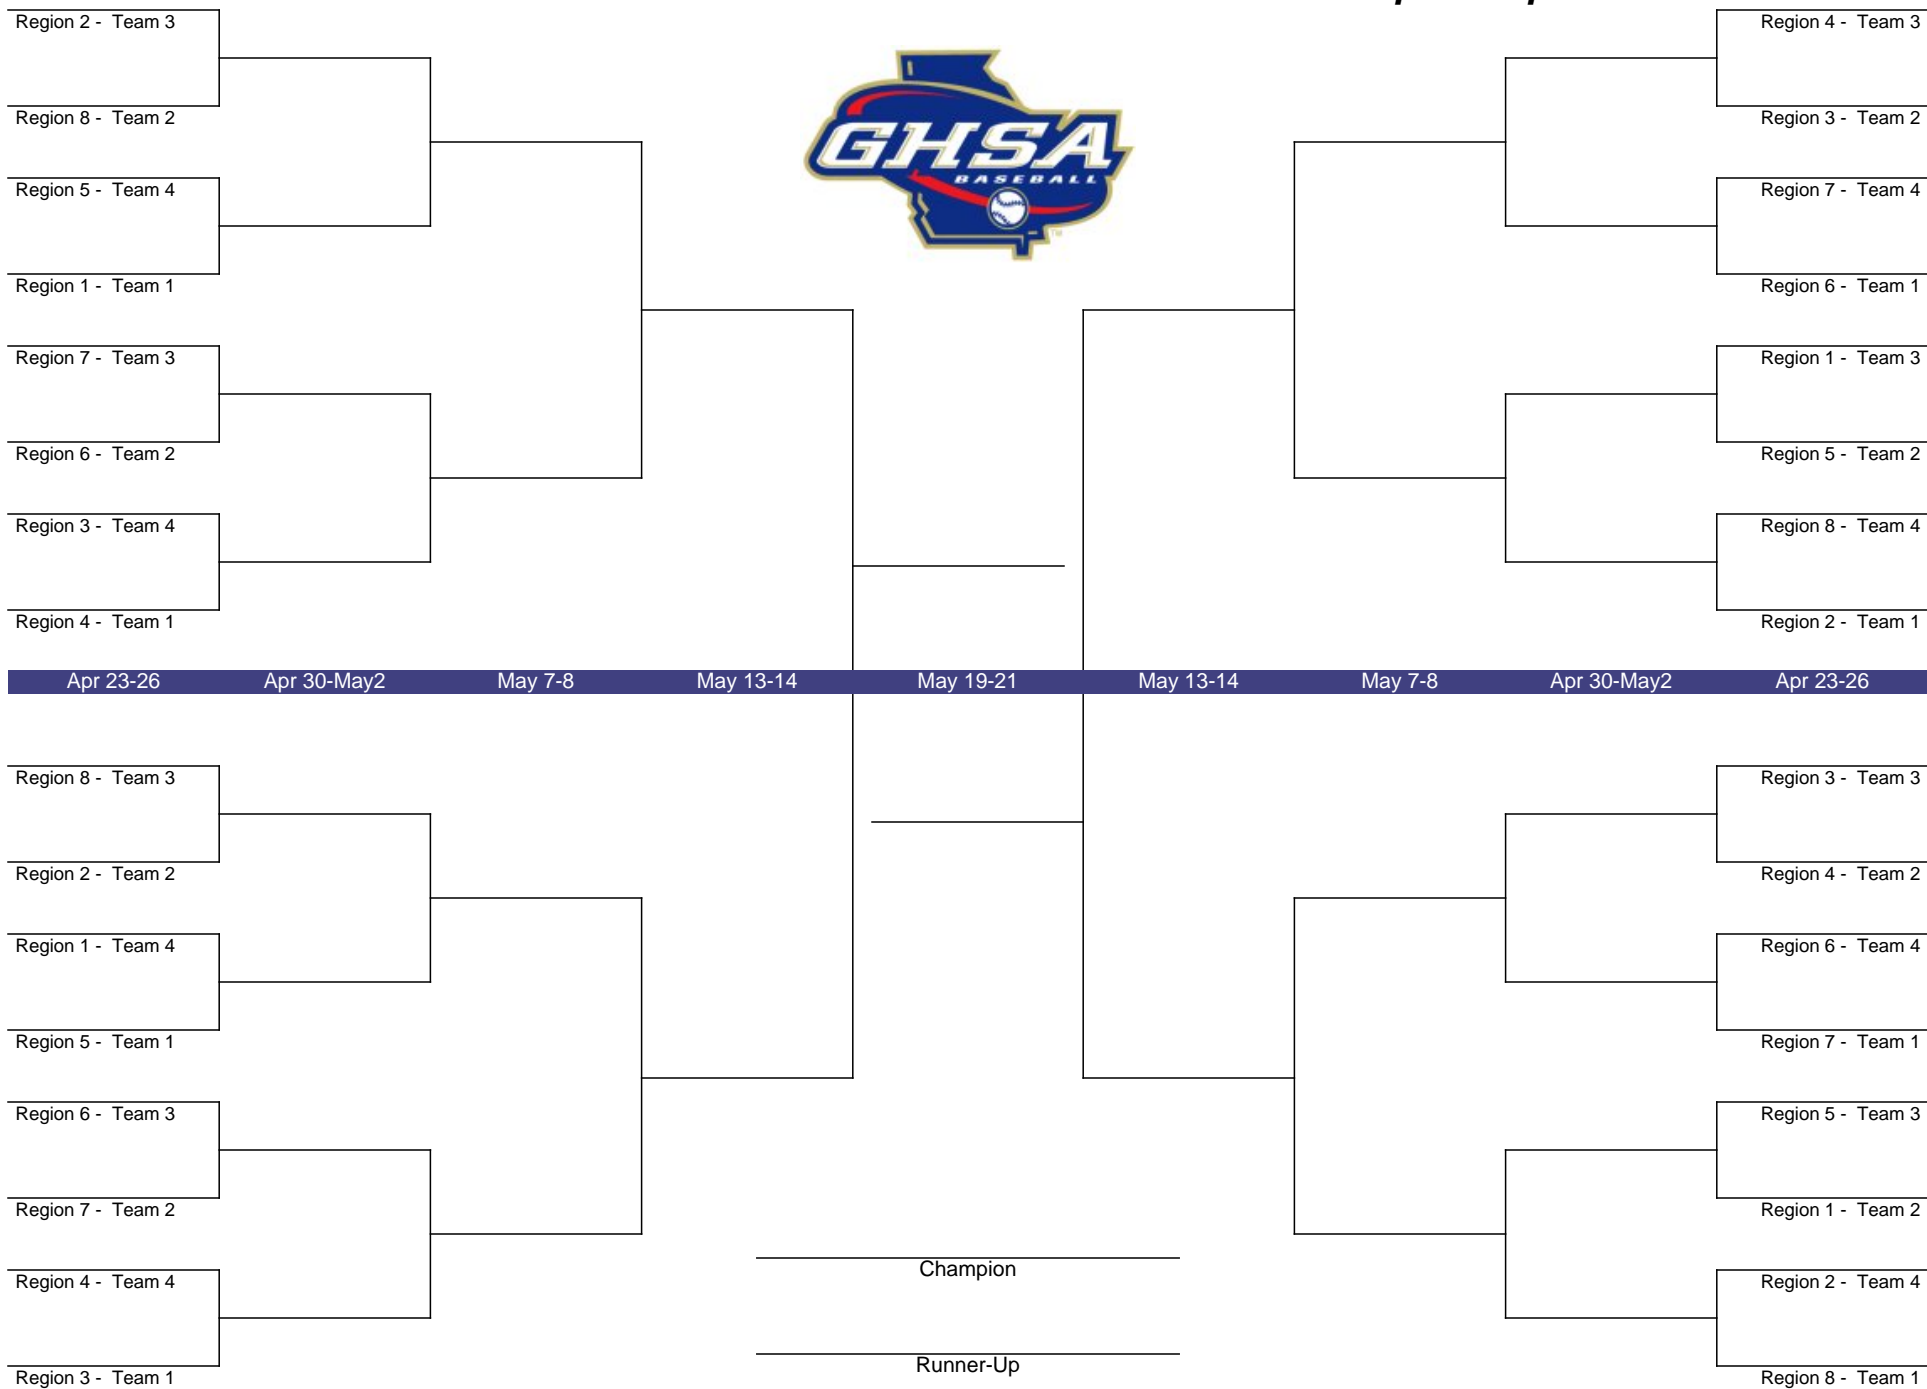 Region 2 - Team 3
Region 4 - Team 3
GHSA
BASEBALL
TM
Region 8 - Team 2
Region 3 - Team 2
Region 5 - Team 4
Region 7 - Team 4
Region 1 - Team 1
Region 6 - Team 1
Region 7 - Team 3
Region 1 - Team 3
Region 6 - Team 2
Region 5 - Team 2
Region 3 - Team 4
Region 8 - Team 4
Region 4 - Team 1
Region 2 - Team 1
Apr 23-26 Apr 30-May2 May 7-8 May 13-14 May 19-21 May 13-14 May 7-8 Apr 30-May2 Apr 23-26
Region 8 - Team 3
Region 3 - Team 3
Region 2 - Team 2
Region 4 - Team 2
Region 1 - Team 4
Region 6 - Team 4
Region 5 - Team 1
Region 7 - Team 1
Region 6 - Team 3
Region 5 - Team 3
Region 7 - Team 2
Region 1 - Team 2
Champion
Region 4 - Team 4
Region 2 - Team 4
Runner-Up
Region 3 - Team 1
Region 8 - Team 1